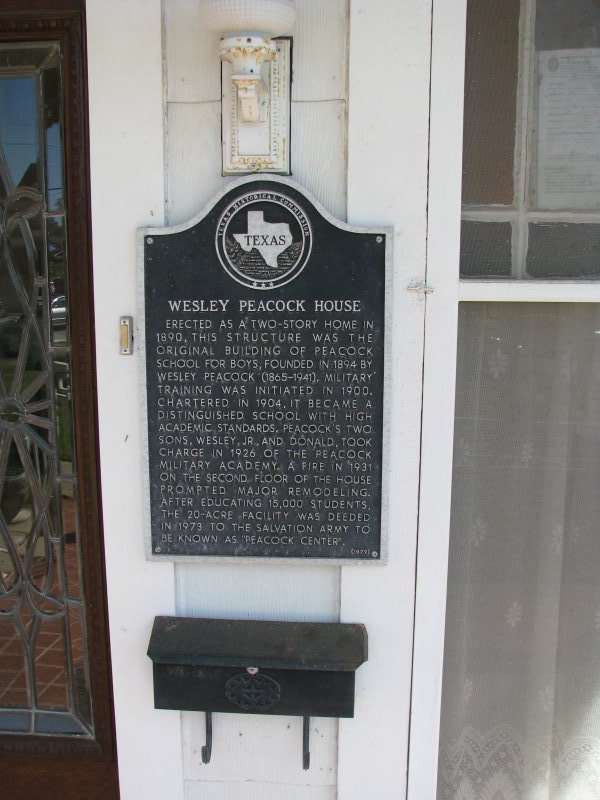 TEXAS HISTORICAL COMMISSION
TEXAS
WESLEY PEACOCK HOUSE
ERECTED AS A TWO-STORY HOME IN
1890, THIS STRUCTURE WAS THE
ORIGINAL BUILDING OF PEACOCK
SCHOOL FOR BOYS, FOUNDED IN 1894 BY
WESLEY PEACOCK (1865-1941). MILITARY
TRAINING WAS INITIATED IN 1900.
CHARTERED IN 1904, IT BECAME A
DISTINGUISHED SCHOOL WITH HIGH
ACADEMIC STANDARDS. PEACOCK'S TWO
SONS, WESLEY, JR., AND DONALD, TOOK
CHARGE IN 1926 OF THE PEACOCK
MILITARY ACADEMY. A FIRE IN 1931
ON THE SECOND FLOOR OF THE HOUSE
PROMPTED MAJOR REMODELING.
AFTER EDUCATING 15,000 STUDENTS,
THE 20-ACRE FACILITY WAS DEEDED
IN 1973 TO THE SALVATION ARMY TO
BE KNOWN AS "PEACOCK CENTER".
(1979)